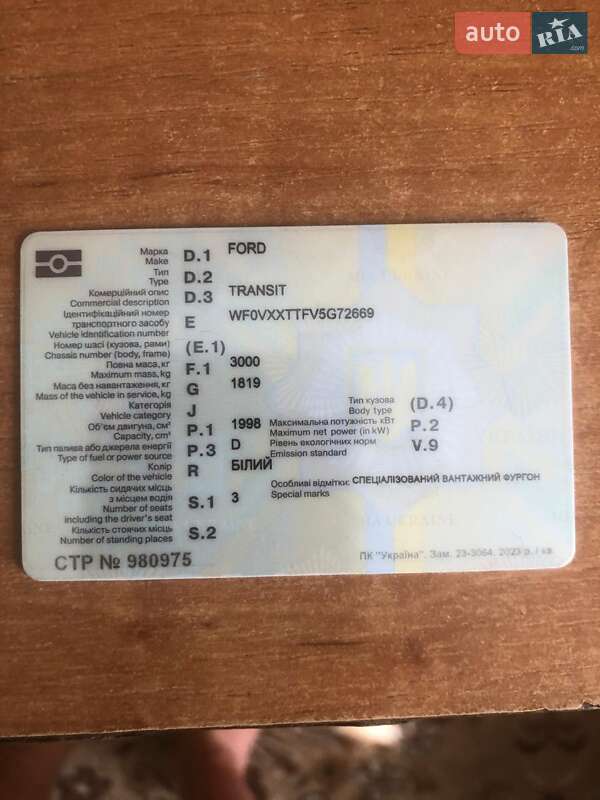 auto RIA .com
Марка D.1 FORD
Make
Тип D.2
Type
Комерційний опис D.3 TRANSIT
Commercial description
Ідентифікаційний номер
транспортного засобу E WF0VXXTTFV5G72669
Vehicle identification number
Номер шасі (кузова, рами) (E.1)
Chassis number (body, frame)
Повна маса, кг F.1 3000
Maximum mass, kg
Маса без навантаження, кг G 1819
Mass of the vehicle in service, kg
Категорія J
Vehicle category
Об'єм двигуна, см³ P.1 1998
Capacity, cm³
Тип палива або джерела енергії P.3 D
Type of fuel or power source
Колір R БІЛИЙ
Color of the vehicle
Кількість сидячих місць
з місцем водія S.1 3
Number of seats
including the driver's seat
Кількість стоячих місць S.2
Number of standing places
Тип кузова (D.4)
Body type
Максимальна потужність кВт P.2
Maximum net power (in kW)
Рівень екологічних норм V.9
Emission standard
Особливі відмітки: СПЕЦІАЛІЗОВАНИЙ ВАНТАЖНИЙ ФУРГОН
Special marks
СТР № 980975
ПК "Україна". Зам. 23-3064. 2023 р. I кв